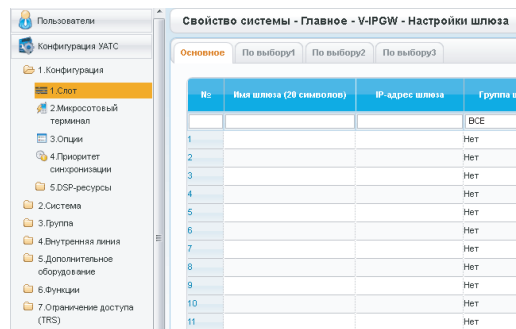 Пользователи
Конфигурация УАТС
1.Конфигурация
1.Слот
2.Микросотовый
терминал
3.Опции
4.Приоритет
синхронизации
5.DSP-ресурсы
2.Система
3.Группа
4.Внутренняя линия
5.Дополнительное
оборудование
6.Функции
7.Ограничение доступа
(TRS)
Свойство системы - Главное - V-IPGW - Настройки шлюза
Основное По выбору1 По выбору2 По выбору3
№ Имя шлюза (20 символов) IP-адрес шлюза Группа
ВСЕ
1 Нет
2 Нет
3 Нет
4 Нет
5 Нет
6 Нет
7 Нет
8 Нет
9 Нет
10 Нет
11 Нет